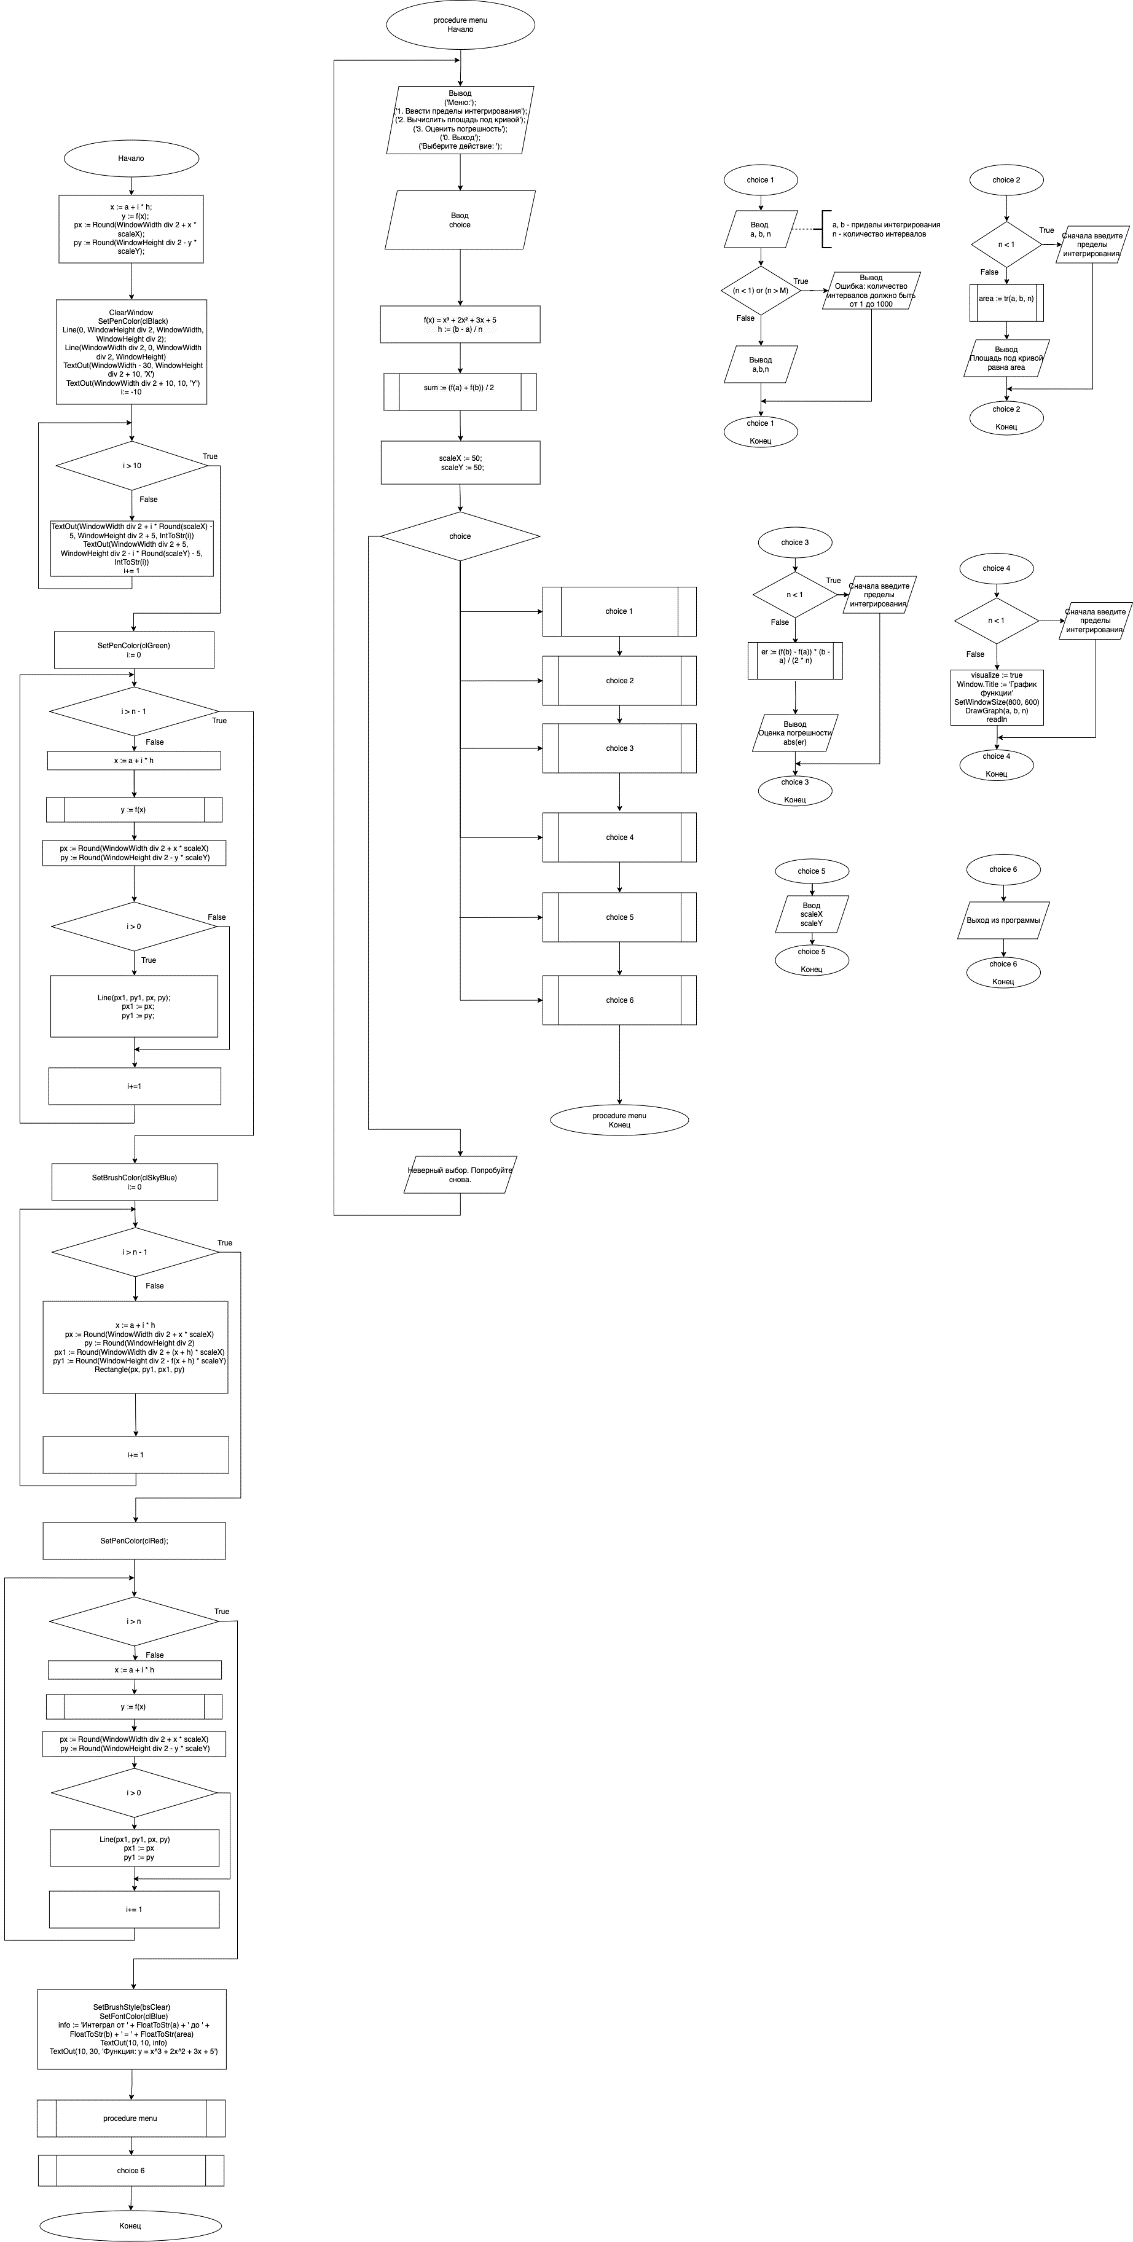 Начало
x := a + i * h;
y := f(x);
px := Round(WindowWidth div 2 + x *
scaleX);
py := Round(WindowHeight div 2 - y *
scaleY);
ClearWindow
SetPenColor(clBlack)
Line(0, WindowHeight div 2, WindowWidth,
WindowHeight div 2);
Line(WindowWidth div 2, 0, WindowWidth
div 2, WindowHeight)
TextOut(WindowWidth - 30, WindowHeight
div 2 + 10, 'X')
TextOut(WindowWidth div 2 + 10, 10, 'Y')
i:= -10
i > 10
True
False
TextOut(WindowWidth div 2 + i * Round(scaleX) -
5, WindowHeight div 2 + 5, IntToStr(i))
TextOut(WindowWidth div 2 + 5,
WindowHeight div 2 - i * Round(scaleY) - 5,
IntToStr(i))
i+= 1
SetPenColor(clGreen)
i:= 0
i > n - 1
True
False
x := a + i * h
y := f(x)
px := Round(WindowWidth div 2 + x * scaleX)
py := Round(WindowHeight div 2 - y * scaleY)
i > 0
False
True
Line(px1, py1, px, py);
px1 := px;
py1 := py;
i+=1
SetBrushColor(clSkyBlue)
i:= 0
i > n - 1
True
False
x := a + i * h
px := Round(WindowWidth div 2 + x * scaleX)
py := Round(WindowHeight div 2)
px1 := Round(WindowWidth div 2 + (x + h) * scaleX)
py1 := Round(WindowHeight div 2 - f(x + h) * scaleY)
Rectangle(px, py1, px1, py)
i+= 1
SetPenColor(clRed);
i > n
True
False
x := a + i * h
y := f(x)
px := Round(WindowWidth div 2 + x * scaleX)
py := Round(WindowHeight div 2 - y * scaleY)
i > 0
Line(px1, py1, px, py)
px1 := px
py1 := py
i+= 1
SetBrushStyle(bsClear)
SetFontColor(clBlue)
info := 'Интеграл от ' + FloatToStr(a) + ' до ' +
FloatToStr(b) + ' = ' + FloatToStr(area)
TextOut(10, 10, info)
TextOut(10, 30, 'Функция: y = x^3 + 2x^2 + 3x + 5')
procedure menu
choice 6
Конец
procedure menu
Начало
Вывод
('Меню:');
('1. Ввести пределы интегрирования');
('2. Вычислить площадь под кривой');
('3. Оценить погрешность');
('0. Выход');
('Выберите действие: ');
Ввод
choice
f(x) = x³ + 2x² + 3x + 5
h := (b - a) / n
sum := (f(a) + f(b)) / 2
scaleX := 50;
scaleY := 50;
choice
choice 1
choice 2
choice 3
choice 4
choice 5
choice 6
procedure menu
Конец
Неверный выбор. Попробуйте
снова.
choice 1
Ввод
a, b, n
a, b - приделы интегрирования
n - количество интервалов
(n < 1) or (n > M)
True
False
Вывод
Ошибка: количество
интервалов должно быть
от 1 до 1000
Вывод
a,b,n
choice 1
Конец
choice 2
n < 1
True
False
Сначала введите
пределы
интегрирования
area := tr(a, b, n)
Вывод
Площадь под кривой
равна area
choice 2
Конец
choice 3
n < 1
True
False
Сначала введите
пределы
интегрирования
er := (f(b) - f(a)) * (b -
a) / (2 * n)
Вывод
Оценка погрешности
abs(er)
choice 3
Конец
choice 4
n < 1
False
Сначала введите
пределы
интегрирования
visualize := true
Window.Title := 'График
функции'
SetWindowSize(800, 600)
DrawGraph(a, b, n)
readln
choice 4
Конец
choice 5
Ввод
scaleX
scaleY
choice 5
Конец
choice 6
Выход из программы
choice 6
Конец